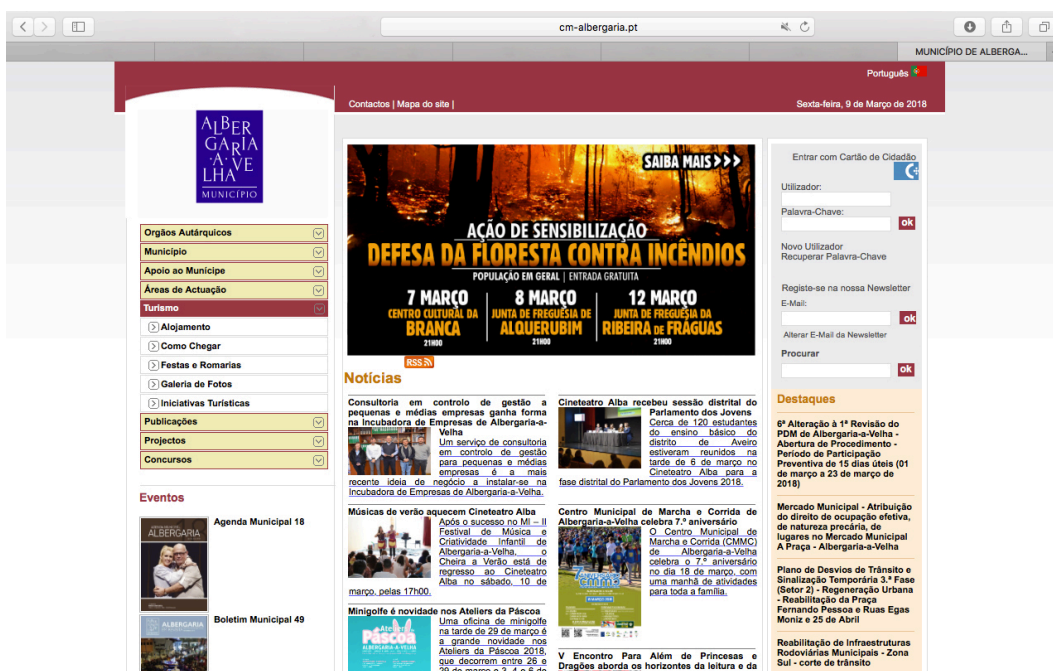 cm-albergaria.pt
MUNICÍPIO DE ALBERGA...
Português
Contactos | Mapa do site |
Sexta-feira, 9 de Março de 2018
ALBER
GARIA
·A·VE
LHA
MUNICÍPIO
Orgãos Autárquicos
Município
Apoio ao Munícipe
Áreas de Actuação
Turismo
Alojamento
Como Chegar
Festas e Romarias
Galeria de Fotos
Iniciativas Turísticas
Publicações
Projectos
Concursos
Eventos
AGENDA MUNICIPAL
ALBERGARIA
Agenda Municipal 18
ALBERGARIA
Boletim Municipal 49
SAIBA MAIS>>>
AÇÃO DE SENSIBILIZAÇÃO
DEFESA DA FLORESTA CONTRA INCÊNDIOS
POPULAÇÃO EM GERAL | ENTRADA GRATUITA
7 MARÇO
CENTRO CULTURAL DA
BRANCA
21H00
8 MARÇO
JUNTA DE FREGUESIA DE
ALQUERUBIM
21H00
12 MARÇO
JUNTA DE FREGUESIA DA
RIBEIRA DE FRÁGUAS
21H00
RSS
Notícias
Consultoria em controlo de gestão a
pequenas e médias empresas ganha forma
na Incubadora de Empresas de Albergaria-a-
Velha
Um serviço de consultoria
em controlo de gestão
para pequenas e médias
empresas é a mais
recente ideia de negócio a instalar-se na
Incubadora de Empresas de Albergaria-a-Velha.
Músicas de verão aquecem Cineteatro Alba
Após o sucesso no MI – II
Festival de Música e
Criatividade Infantil de
Albergaria-a-Velha, o
Cheira a Verão está de
regresso ao Cineteatro
Alba no sábado, 10 de
março, pelas 17h00.
Minigolfe é novidade nos Ateliers da Páscoa
Ateliers
Páscoa
ALBERGARIA
Uma oficina de minigolfe
na tarde de 29 de março é
a grande novidade nos
Ateliers da Páscoa 2018,
que decorrem entre 26 e
29 de março e 3, 4 e 6 de
Cineteatro Alba recebeu sessão distrital do
Parlamento dos Jovens
Cerca de 120 estudantes
do ensino básico do
distrito de Aveiro
estiveram reunidos na
tarde de 6 de março no
Cineteatro Alba para a
fase distrital do Parlamento dos Jovens 2018.
Centro Municipal de Marcha e Corrida de
Albergaria-a-Velha celebra 7.º aniversário
7 ANIVERSÁRIO
cmmc
O Centro Municipal de
Marcha e Corrida (CMMC)
de Albergaria-a-Velha
celebra o 7.º aniversário
no dia 18 de março, com
uma manhã de atividades
para toda a família.
V Encontro Para Além de Princesas e
Dragões aborda os horizontes da leitura e da
Entrar com Cartão de Cidadão
Utilizador:
Palavra-Chave:
ok
Novo Utilizador
Recuperar Palavra-Chave
Registe-se na nossa Newsletter
E-Mail:
ok
Alterar E-Mail da Newsletter
Procurar
ok
Destaques
6ª Alteração à 1ª Revisão do
PDM de Albergaria-a-Velha -
Abertura de Procedimento -
Período de Participação
Preventiva de 15 dias úteis (01
de março a 23 de março de
2018)
Mercado Municipal - Atribuição
do direito de ocupação efetiva,
de natureza precária, de
lugares no Mercado Municipal
A Praça - Albergaria-a-Velha
Plano de Desvios de Trânsito e
Sinalização Temporária 3.ª Fase
(Setor 2) - Regeneração Urbana
- Reabilitação da Praça
Fernando Pessoa e Ruas Egas
Moniz e 25 de Abril
Reabilitação de Infraestruturas
Rodoviárias Municipais - Zona
Sul - corte de trânsito